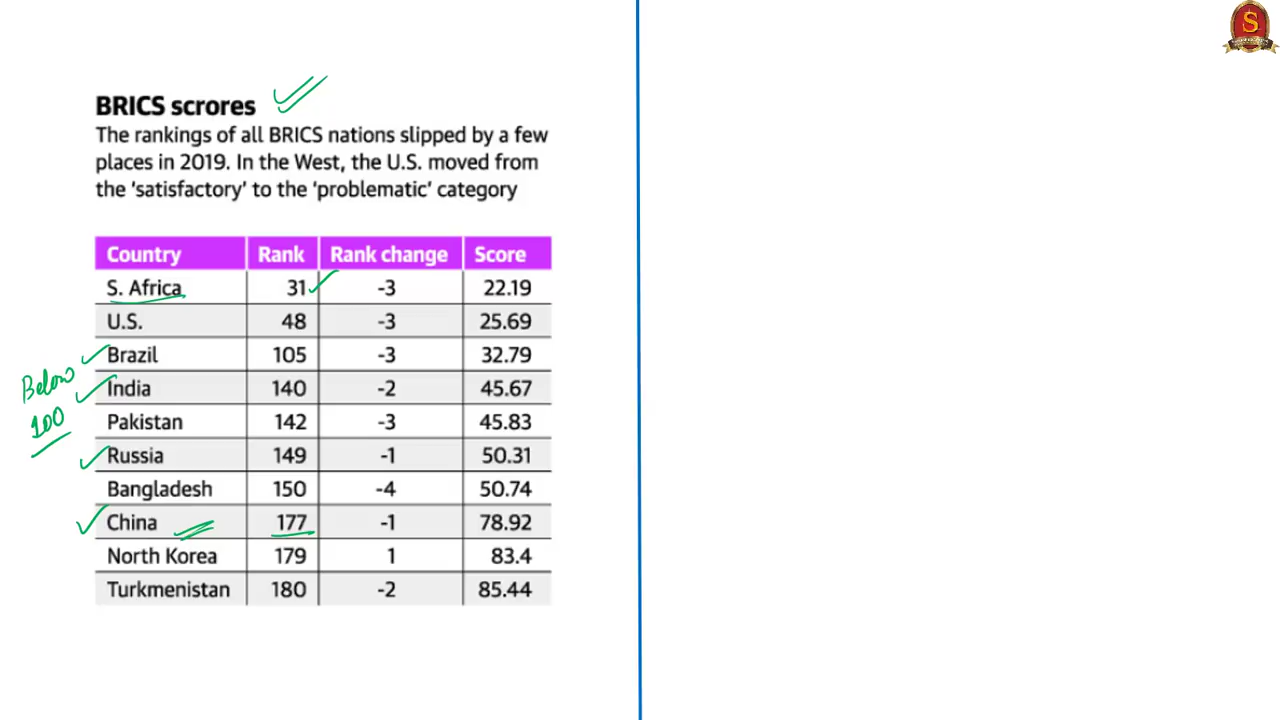 BRICS scrores
The rankings of all BRICS nations slipped by a few
places in 2019. In the West, the U.S. moved from
the ‘satisfactory’ to the ‘problematic’ category
Country Rank Rank change Score
S. Africa 31 -3 22.19
U.S. 48 -3 25.69
Brazil 105 -3 32.79
India 140 -2 45.67
Pakistan 142 -3 45.83
Russia 149 -1 50.31
Bangladesh 150 -4 50.74
China 177 -1 78.92
North Korea 179 1 83.4
Turkmenistan 180 -2 85.44
Below
100
S